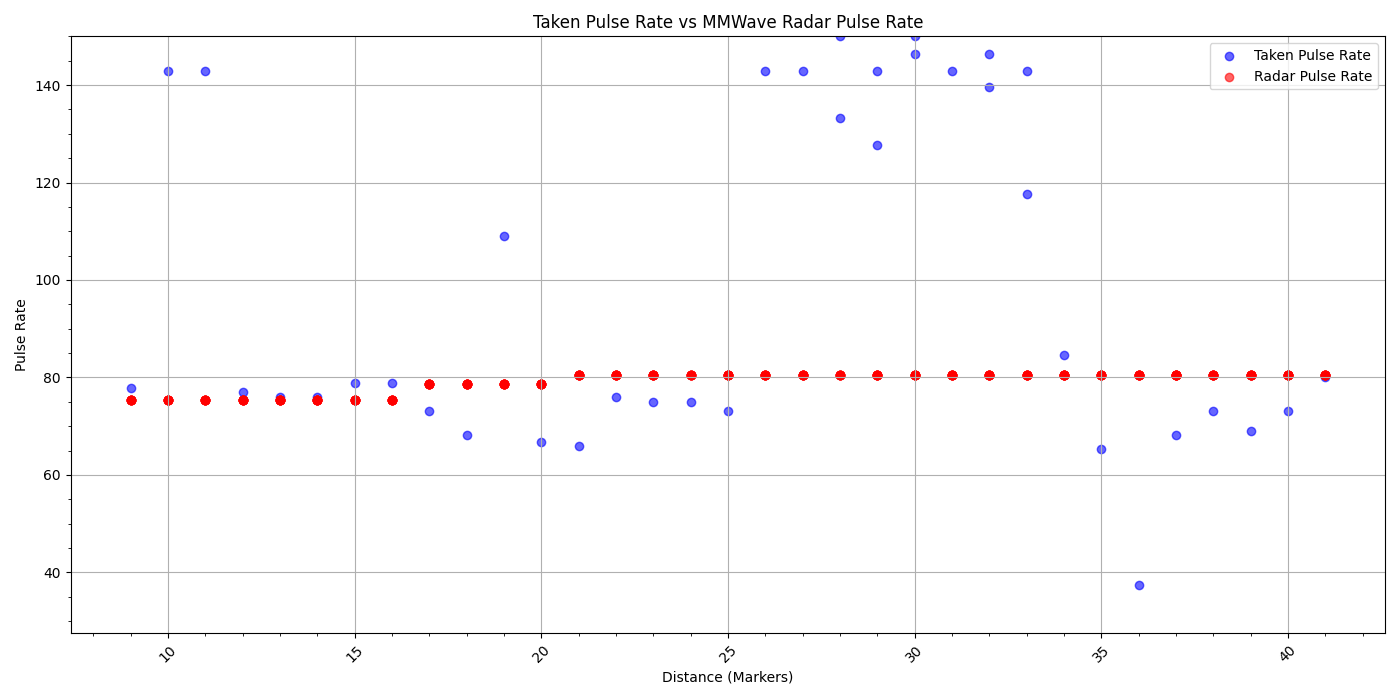 Taken Pulse Rate vs MMWave Radar Pulse Rate
Taken Pulse Rate
Radar Pulse Rate
Pulse Rate
140
120
100
80
60
40
10
15
20
25
30
35
40
Distance (Markers)